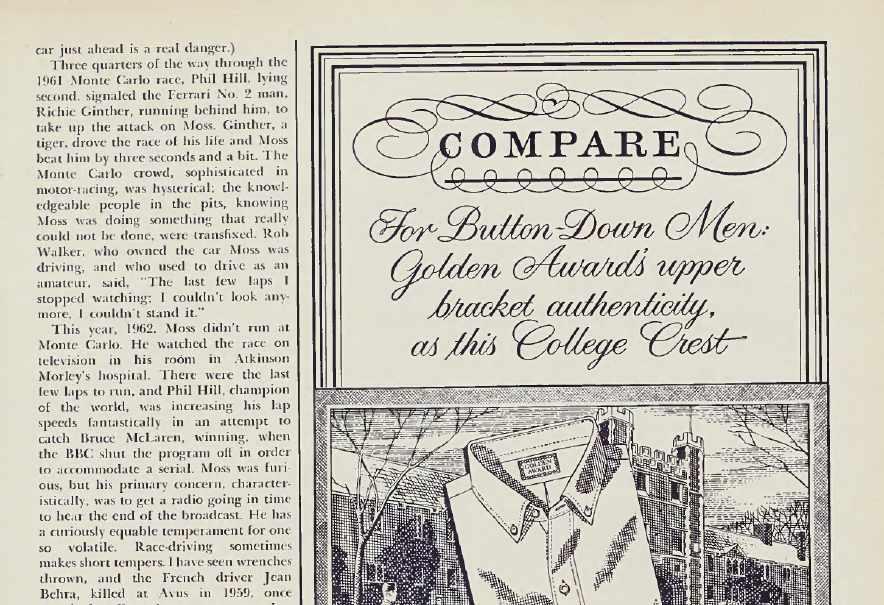 car just ahead is a real danger.)
Three quarters of the way through the
1961 Monte Carlo race, Phil Hill, lying
second, signaled the Ferrari No. 2 man,
Richie Ginther, running behind him, to
take up the attack on Moss. Ginther, a
tiger, drove the race of his life and Moss
beat him by three seconds and a bit. The
Monte Carlo crowd, sophisticated in
motor-racing, was hysterical; the knowl-
edgeable people in the pits, knowing
Moss was doing something that really
could not be done, were transfixed. Rob
Walker, who owned the car Moss was
driving, and who used to drive as an
amateur, said, "The last few laps I
stopped watching; I couldn't look any-
more, I couldn't stand it."
This year, 1962, Moss didn't run at
Monte Carlo. He watched the race on
television in his room in Atkinson
Morley's hospital. There were the last
few laps to run, and Phil Hill, champion
of the world, was increasing his lap
speeds fantastically in an attempt to
catch Bruce McLaren, winning, when
the BBC shut the program off in order
to accommodate a serial. Moss was furi-
ous, but his primary concern, character-
istically, was to get a radio going in time
to hear the end of the broadcast. He has
a curiously equable temperament for one
so volatile. Race-driving sometimes
makes short tempers. I have seen wrenches
thrown, and the French driver Jean
Behra, killed at Avus in 1959, once
COMPARE
For Button-Down Men:
Golden Award's upper
bracket authenticity,
as this College Crest
GOLDEN
AWARD